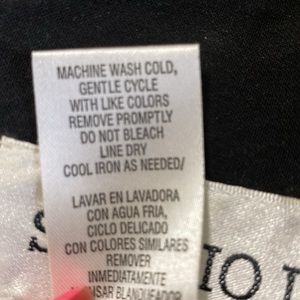 MACHINE WASH COLD,
GENTLE CYCLE
WITH LIKE COLORS
REMOVE PROMPTLY
DO NOT BLEACH
LINE DRY
COOL IRON AS NEEDED/
LAVAR EN LAVADORA
CON AGUA FRIA,
CICLO DELICADO
CON COLORES SIMILARES
REMOVER
INMEDIATAMENTE
BLANQUEADOR